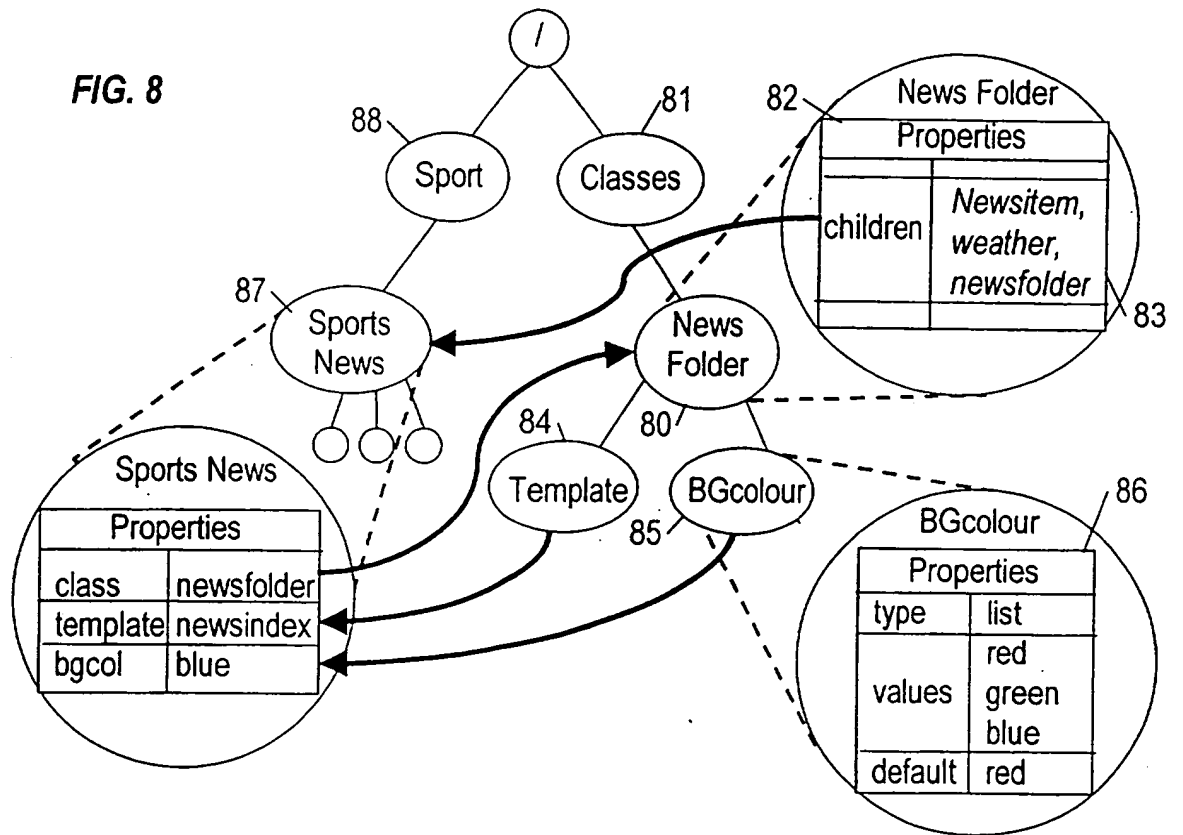 FIG. 8
/
88
81
Sport
Classes
82
News Folder
Properties
children
Newsitem,
weather,
newsfolder
83
87
Sports
News
News
Folder
80
84
Template
BGcolour
85
Sports News
Properties
class newsfolder
template newsindex
bgcol blue
86
BGcolour
Properties
type list
values
red
green
blue
default red